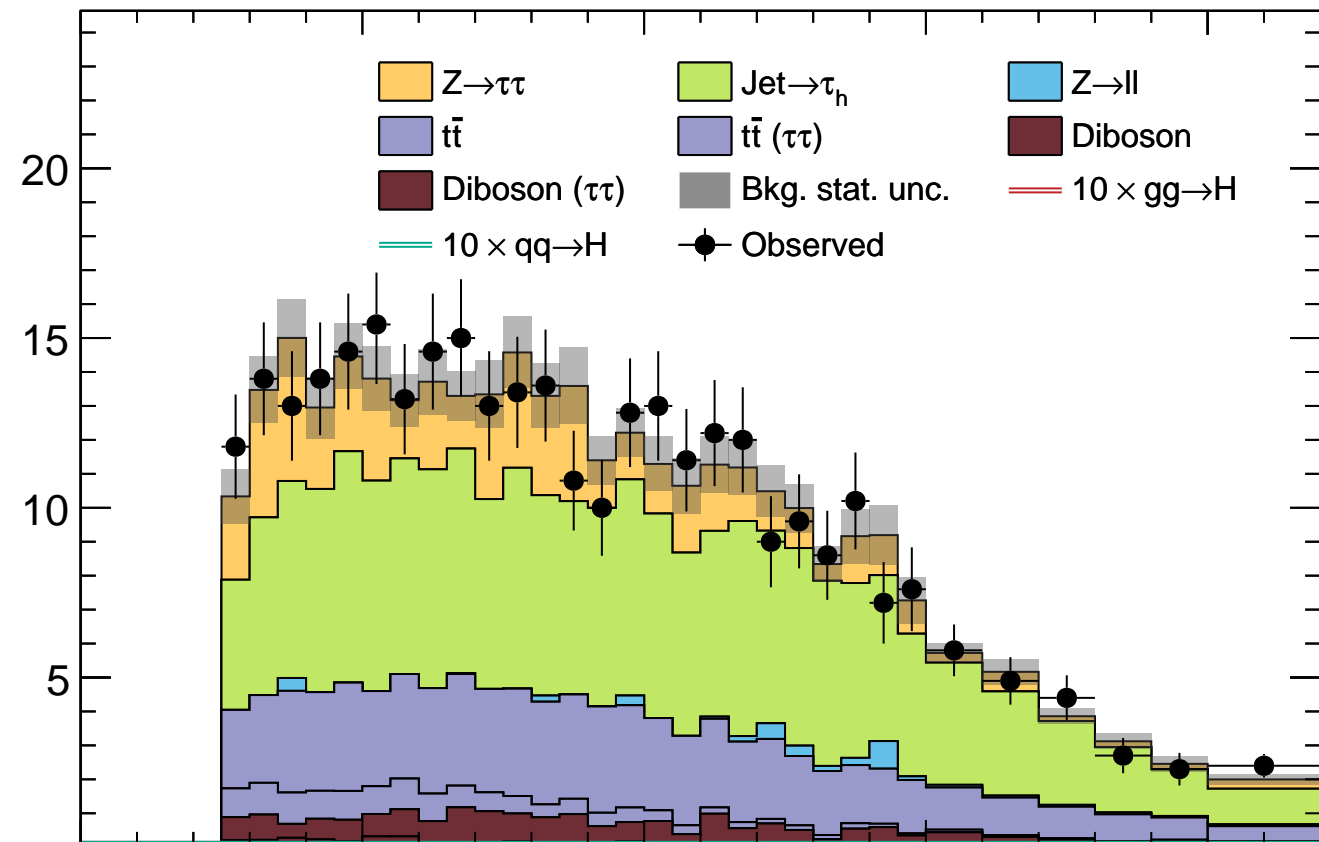 Z→ττ Jet→τh Z→ll
tt̄ tt̄ (ττ) Diboson
Diboson (ττ) Bkg. stat. unc. 10 × gg→H
10 × qq→H Observed
20
15
10
5